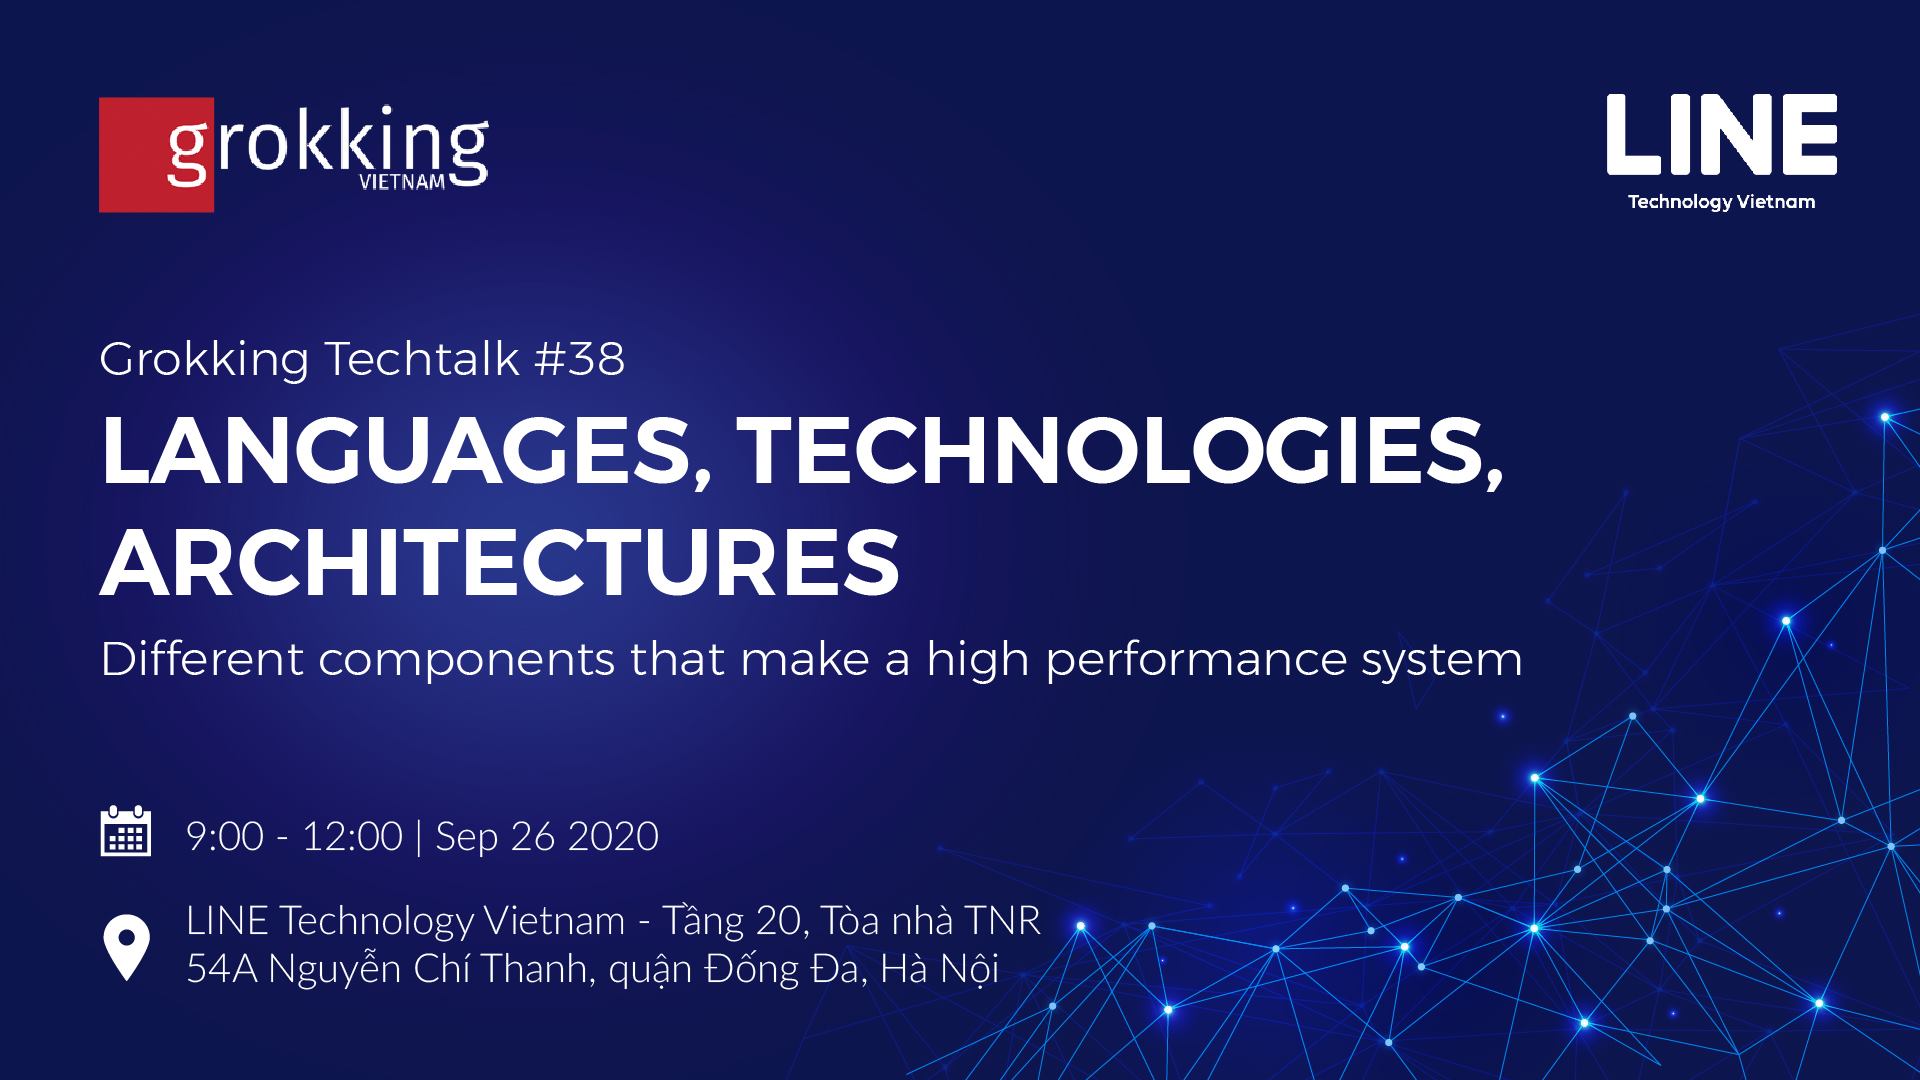 grokking
VIETNAM
LINE
Technology Vietnam
Grokking Techtalk #38
LANGUAGES, TECHNOLOGIES,
ARCHITECTURES
Different components that make a high performance system
9:00 - 12:00 | Sep 26 2020
LINE Technology Vietnam - Tầng 20, Tòa nhà TNR
54A Nguyễn Chí Thanh, quận Đống Đa, Hà Nội